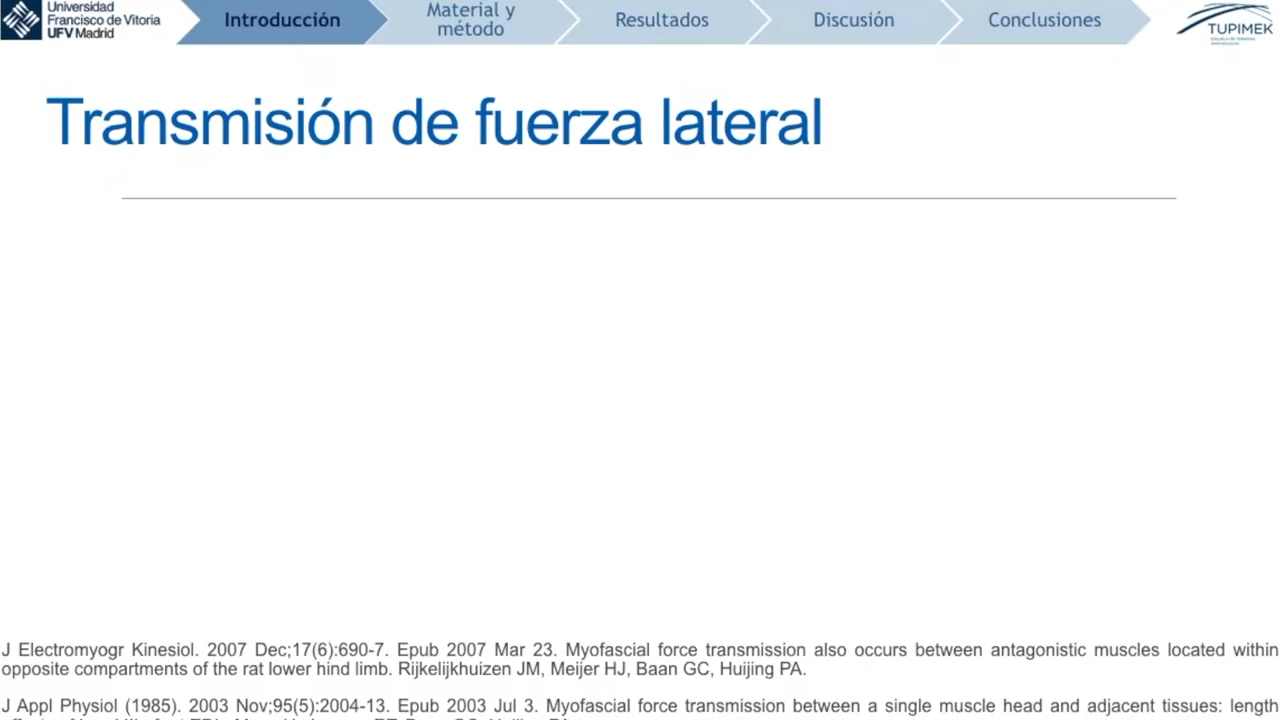 Universidad
Francisco de Vitoria
UFV Madrid
Introducción
Material y
método
Resultados
Discusión
Conclusiones
TUPIMEK
Transmisión de fuerza lateral
J Electromyogr Kinesiol. 2007 Dec;17(6):690-7. Epub 2007 Mar 23. Myofascial force transmission also occurs between antagonistic muscles located within
opposite compartments of the rat lower hind limb. Rijkelijkhuizen JM, Meijer HJ, Baan GC, Huijing PA.
J Appl Physiol (1985). 2003 Nov;95(5):2004-13. Epub 2003 Jul 3. Myofascial force transmission between a single muscle head and adjacent tissues: length